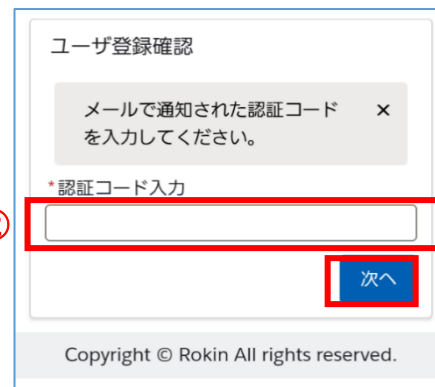 ユーザ登録確認
メールで通知された認証コード ×
を入力してください。
*認証コード入力
次へ
Copyright © Rokin All rights reserved.